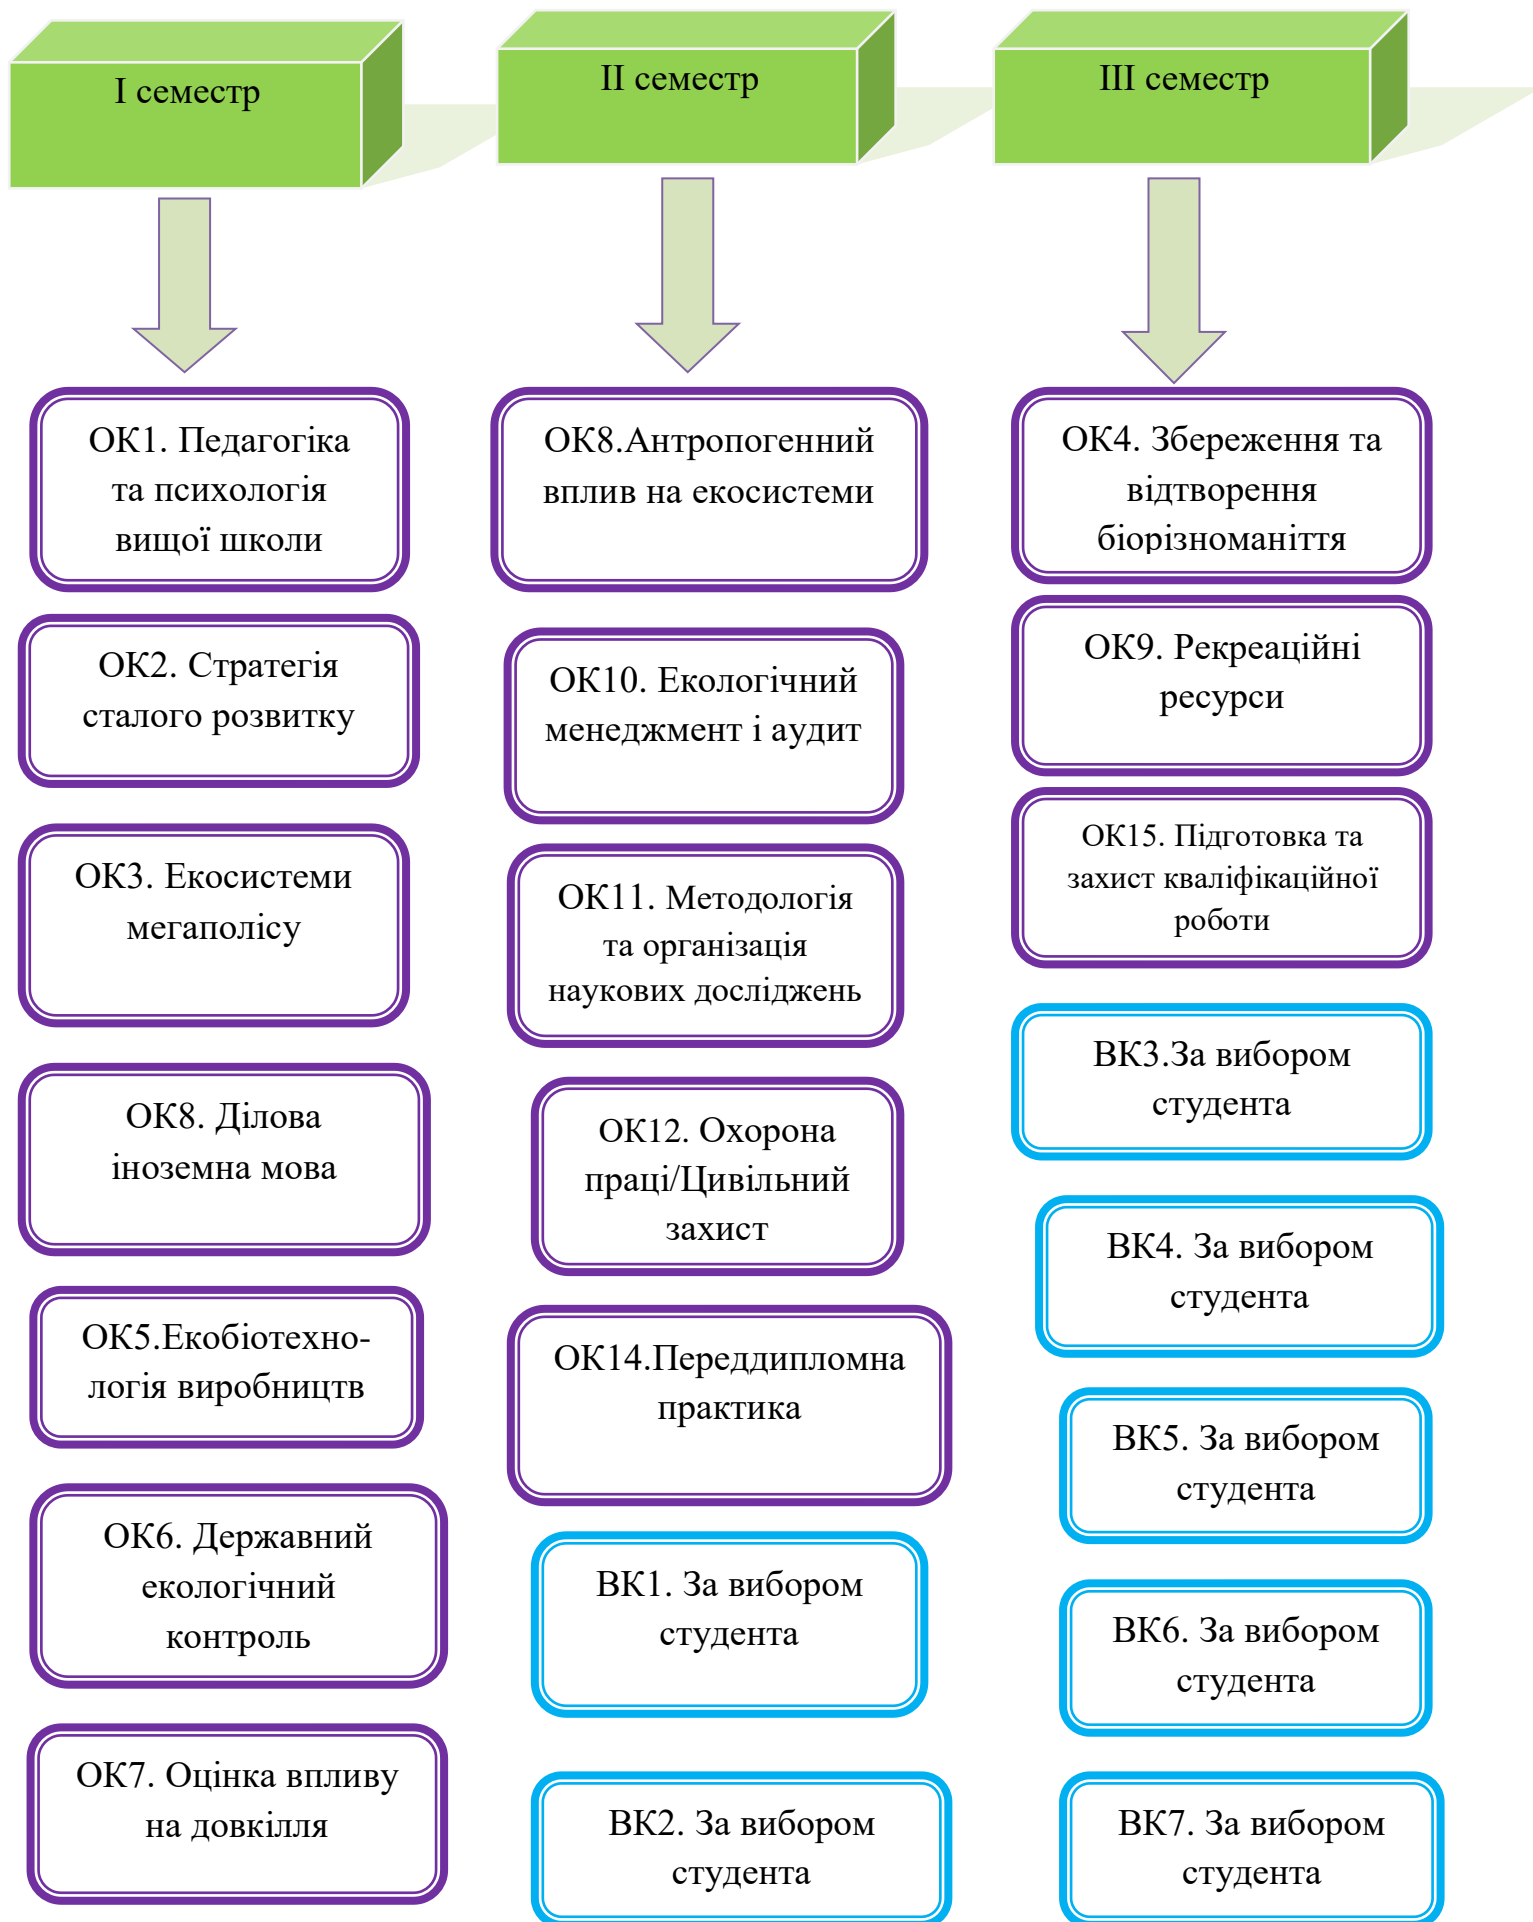 І семестр
ІІ семестр
ІІІ семестр
ОК1. Педагогіка
та психологія
вищої школи
ОК2. Стратегія
сталого розвитку
ОК3. Екосистеми
мегаполісу
ОК8. Ділова
іноземна мова
ОК5.Екобіотехно-
логія виробництв
ОК6. Державний
екологічний
контроль
ОК7. Оцінка впливу
на довкілля
ОК8.Антропогенний
вплив на екосистеми
ОК10. Екологічний
менеджмент і аудит
ОК11. Методологія
та організація
наукових досліджень
ОК12. Охорона
праці/Цивільний
захист
ОК14.Переддипломна
практика
ВК1. За вибором
студента
ВК2. За вибором
студента
ОК4. Збереження та
відтворення
біорізноманіття
ОК9. Рекреаційні
ресурси
ОК15. Підготовка та
захист кваліфікаційної
роботи
ВК3.За вибором
студента
ВК4. За вибором
студента
ВК5. За вибором
студента
ВК6. За вибором
студента
ВК7. За вибором
студента